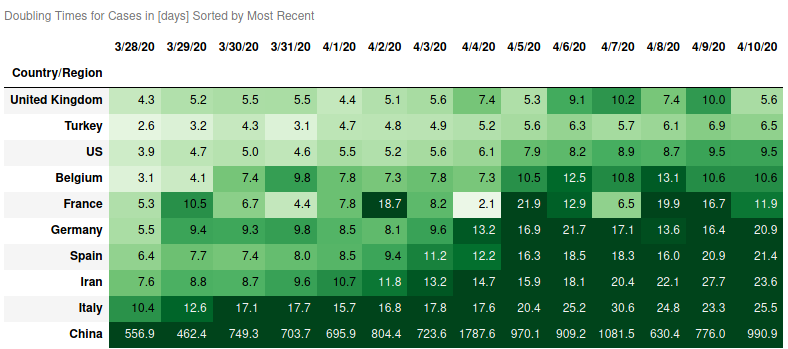 Doubling Times for Cases in [days] Sorted by Most Recent
3/28/20 3/29/20 3/30/20 3/31/20 4/1/20 4/2/20 4/3/20 4/4/20 4/5/20 4/6/20 4/7/20 4/8/20 4/9/20 4/10/20
Country/Region
United Kingdom 4.3 5.2 5.5 5.5 4.4 5.1 5.6 7.4 5.3 9.1 10.2 7.4 10.0 5.6
Turkey 2.6 3.2 4.3 3.1 4.7 4.8 4.9 5.2 5.6 6.3 5.7 6.1 6.9 6.5
US 3.9 4.7 5.0 4.6 5.5 5.2 5.6 6.1 7.9 8.2 8.9 8.7 9.5 9.5
Belgium 3.1 4.1 7.4 9.8 7.8 7.3 7.8 7.3 10.5 12.5 10.8 13.1 10.6 10.6
France 5.3 10.5 6.7 4.4 7.8 18.7 8.2 2.1 21.9 12.9 6.5 19.9 16.7 11.9
Germany 5.5 9.4 9.3 9.8 8.5 8.1 9.6 13.2 16.9 21.7 17.1 13.6 16.4 20.9
Spain 6.4 7.7 7.4 8.0 8.5 9.4 11.2 12.2 16.3 18.5 18.3 16.0 20.9 21.4
Iran 7.6 8.8 8.7 9.6 10.7 11.8 13.2 14.7 15.9 18.1 20.4 22.1 27.7 23.6
Italy 10.4 12.6 17.1 17.7 15.7 16.8 17.8 17.6 20.4 25.2 30.6 24.8 23.3 25.5
China 556.9 462.4 749.3 703.7 695.9 804.4 723.6 1787.6 970.1 909.2 1081.5 630.4 776.0 990.9